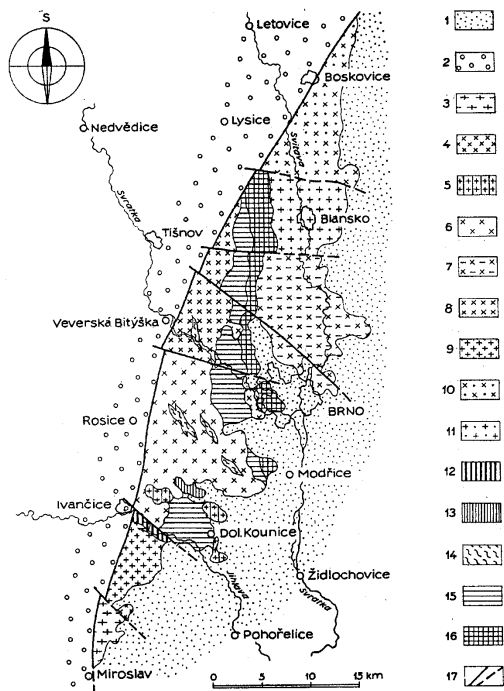 S
Letovice
Boskovice
Nedvědice
Lysice
Svitava
Svratka
Blansko
Tišnov
Veverská Bitýška
BRNO
Rosice
Modřice
Ivančice
Dol. Kounice
Jihlava
Židlochovice
Svratka
Pohořelice
Miroslav
0 5 10 15 km
1
2
3
4
5
6
7
8
9
10
11
12
13
14
15
16
17